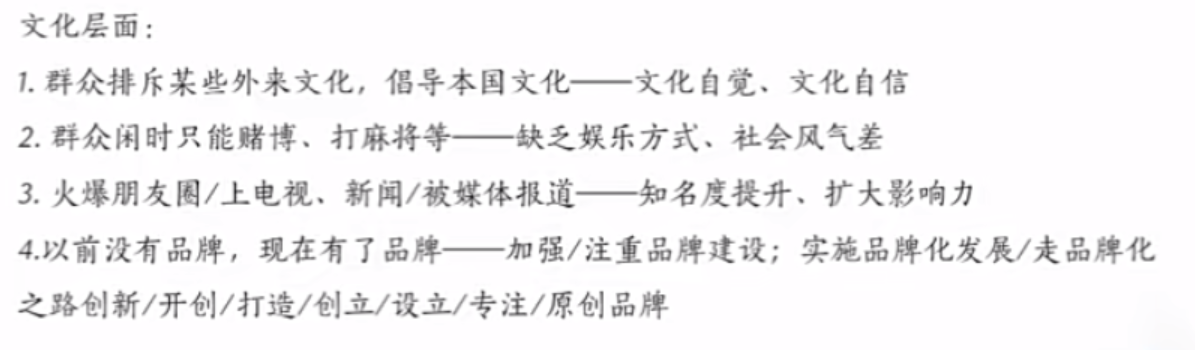 文化层面：
1. 群众排斥某些外来文化，倡导本国文化——文化自觉、文化自信
2. 群众闲时只能赌博、打麻将等——缺乏娱乐方式、社会风气差
3. 火爆朋友圈/上电视、新闻/被媒体报道——知名度提升、扩大影响力
4.以前没有品牌，现在有了品牌——加强/注重品牌建设；实施品牌化发展/走品牌化
之路创新/开创/打造/创立/设立/专注/原创品牌